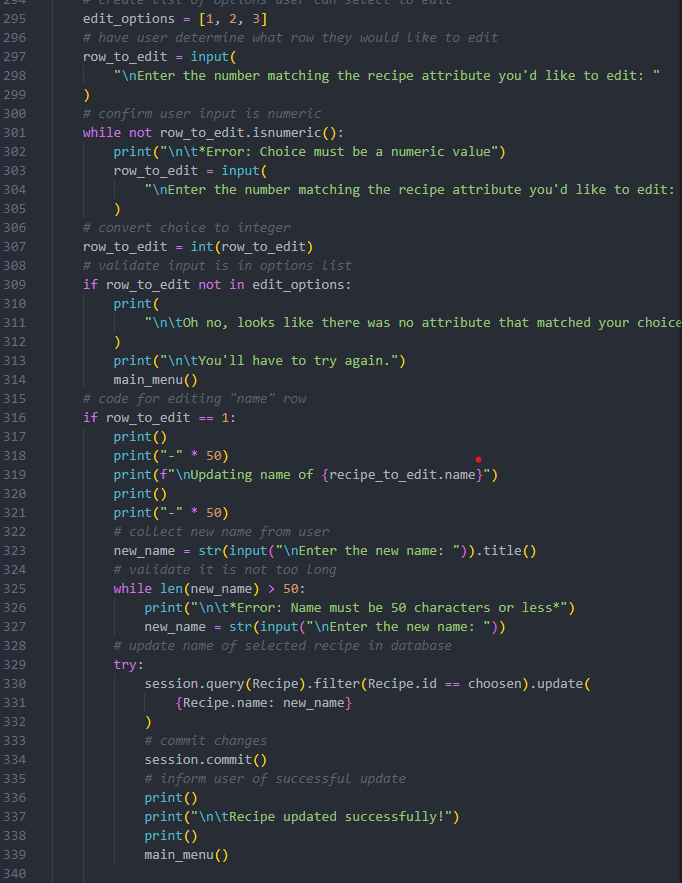 294 # create list of options user can select to edit
295 edit_options = [1, 2, 3]
296 # have user determine what row they would like to edit
297 row_to_edit = input(
298 "\nEnter the number matching the recipe attribute you'd like to edit: "
299 )
300 # confirm user input is numeric
301 while not row_to_edit.isnumeric():
302 print("\n\t*Error: Choice must be a numeric value")
303 row_to_edit = input(
304 "\nEnter the number matching the recipe attribute you'd like to edit:
305 )
306 # convert choice to integer
307 row_to_edit = int(row_to_edit)
308 # validate input is in options list
309 if row_to_edit not in edit_options:
310 print(
311 "\n\tOh no, looks like there was no attribute that matched your choice
312 )
313 print("\n\tYou'll have to try again.")
314 main_menu()
315 # code for editing "name" row
316 if row_to_edit == 1:
317 print()
318 print("-" * 50)
319 print(f"\nUpdating name of {recipe_to_edit.name}")
320 print()
321 print("-" * 50)
322 # collect new name from user
323 new_name = str(input("\nEnter the new name: ")).title()
324 # validate it is not too long
325 while len(new_name) > 50:
326 print("\n\t*Error: Name must be 50 characters or less*")
327 new_name = str(input("\nEnter the new name: "))
328 # update name of selected recipe in database
329 try:
330 session.query(Recipe).filter(Recipe.id == choosen).update(
331 {Recipe.name: new_name}
332 )
333 # commit changes
334 session.commit()
335 # inform user of successful update
336 print()
337 print("\n\tRecipe updated successfully!")
338 print()
339 main_menu()
340